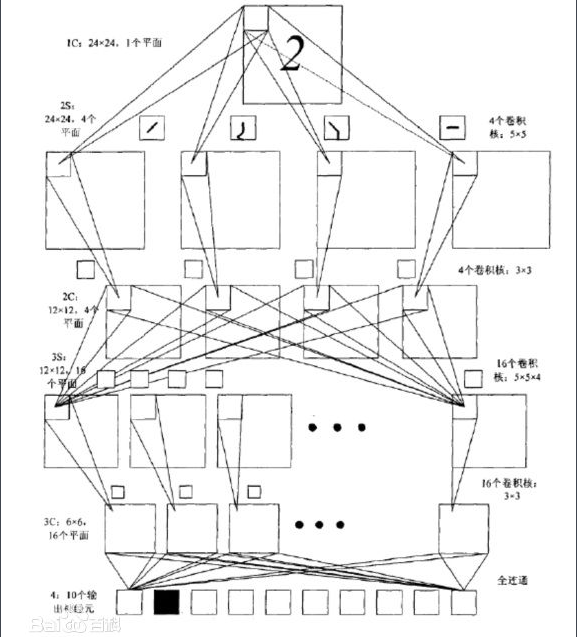 1C: 24×24, 1个平面
2
2S:
24×24, 4个
平面
4个卷积
核: 5×5
4个卷积核: 3×3
2C:
12×12, 4个
平面
3S:
12×12, 16
个平面
16个卷积
核: 5×5×4
16个卷积核:
3×3
3C: 6×6,
16个平面
全连通
4: 10个输
出神经元
Bai百科